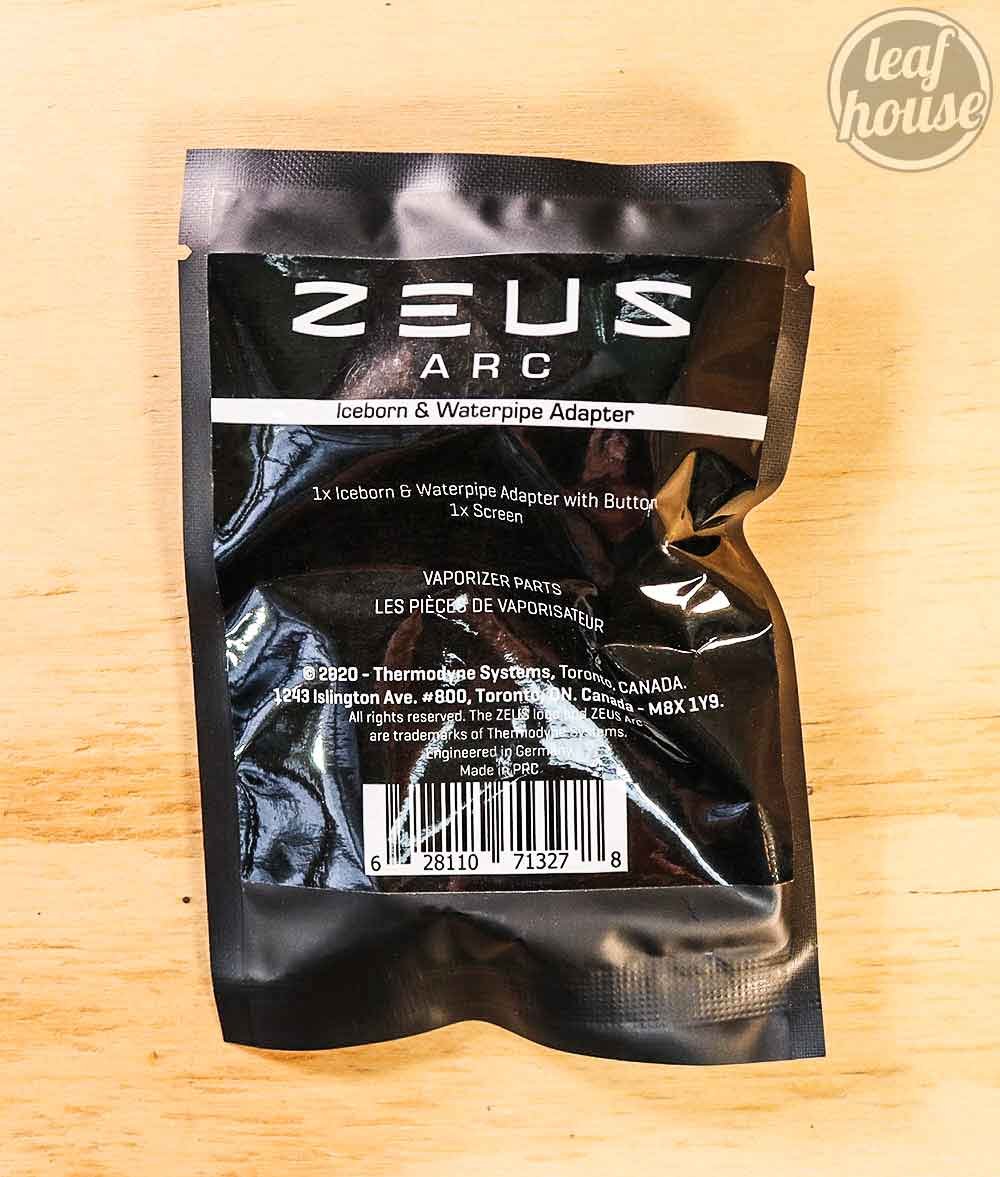 leaf
house
ZEUS
ARC
Iceborn & Waterpipe Adapter
1x Iceborn & Waterpipe Adapter with Button
1x Screen
VAPORIZER PARTS
LES PIÈCES DE VAPORISATEUR
© 2020 - Thermodyne Systems, Toronto, CANADA.
1243 Islington Ave. #800, Toronto, ON. Canada - M8X 1Y9.
All rights reserved. The ZEUS logo and ZEUS Arc
are trademarks of Thermodyne Systems.
Engineered in Germany
Made in PRC
6 28110 71327 8